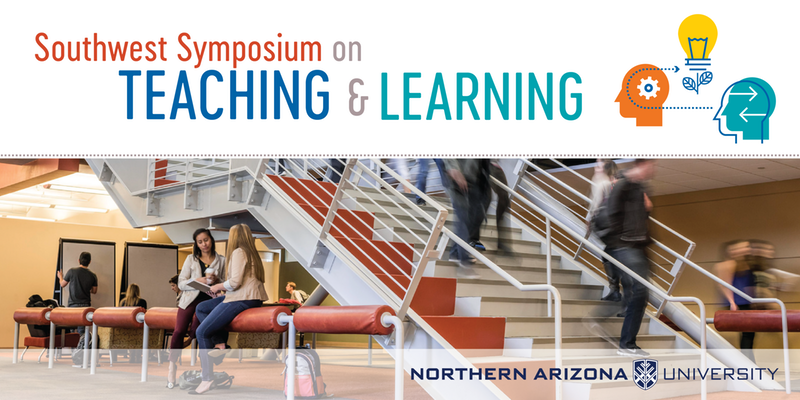 Southwest Symposium on
TEACHING & LEARNING
NORTHERN ARIZONA UNIVERSITY